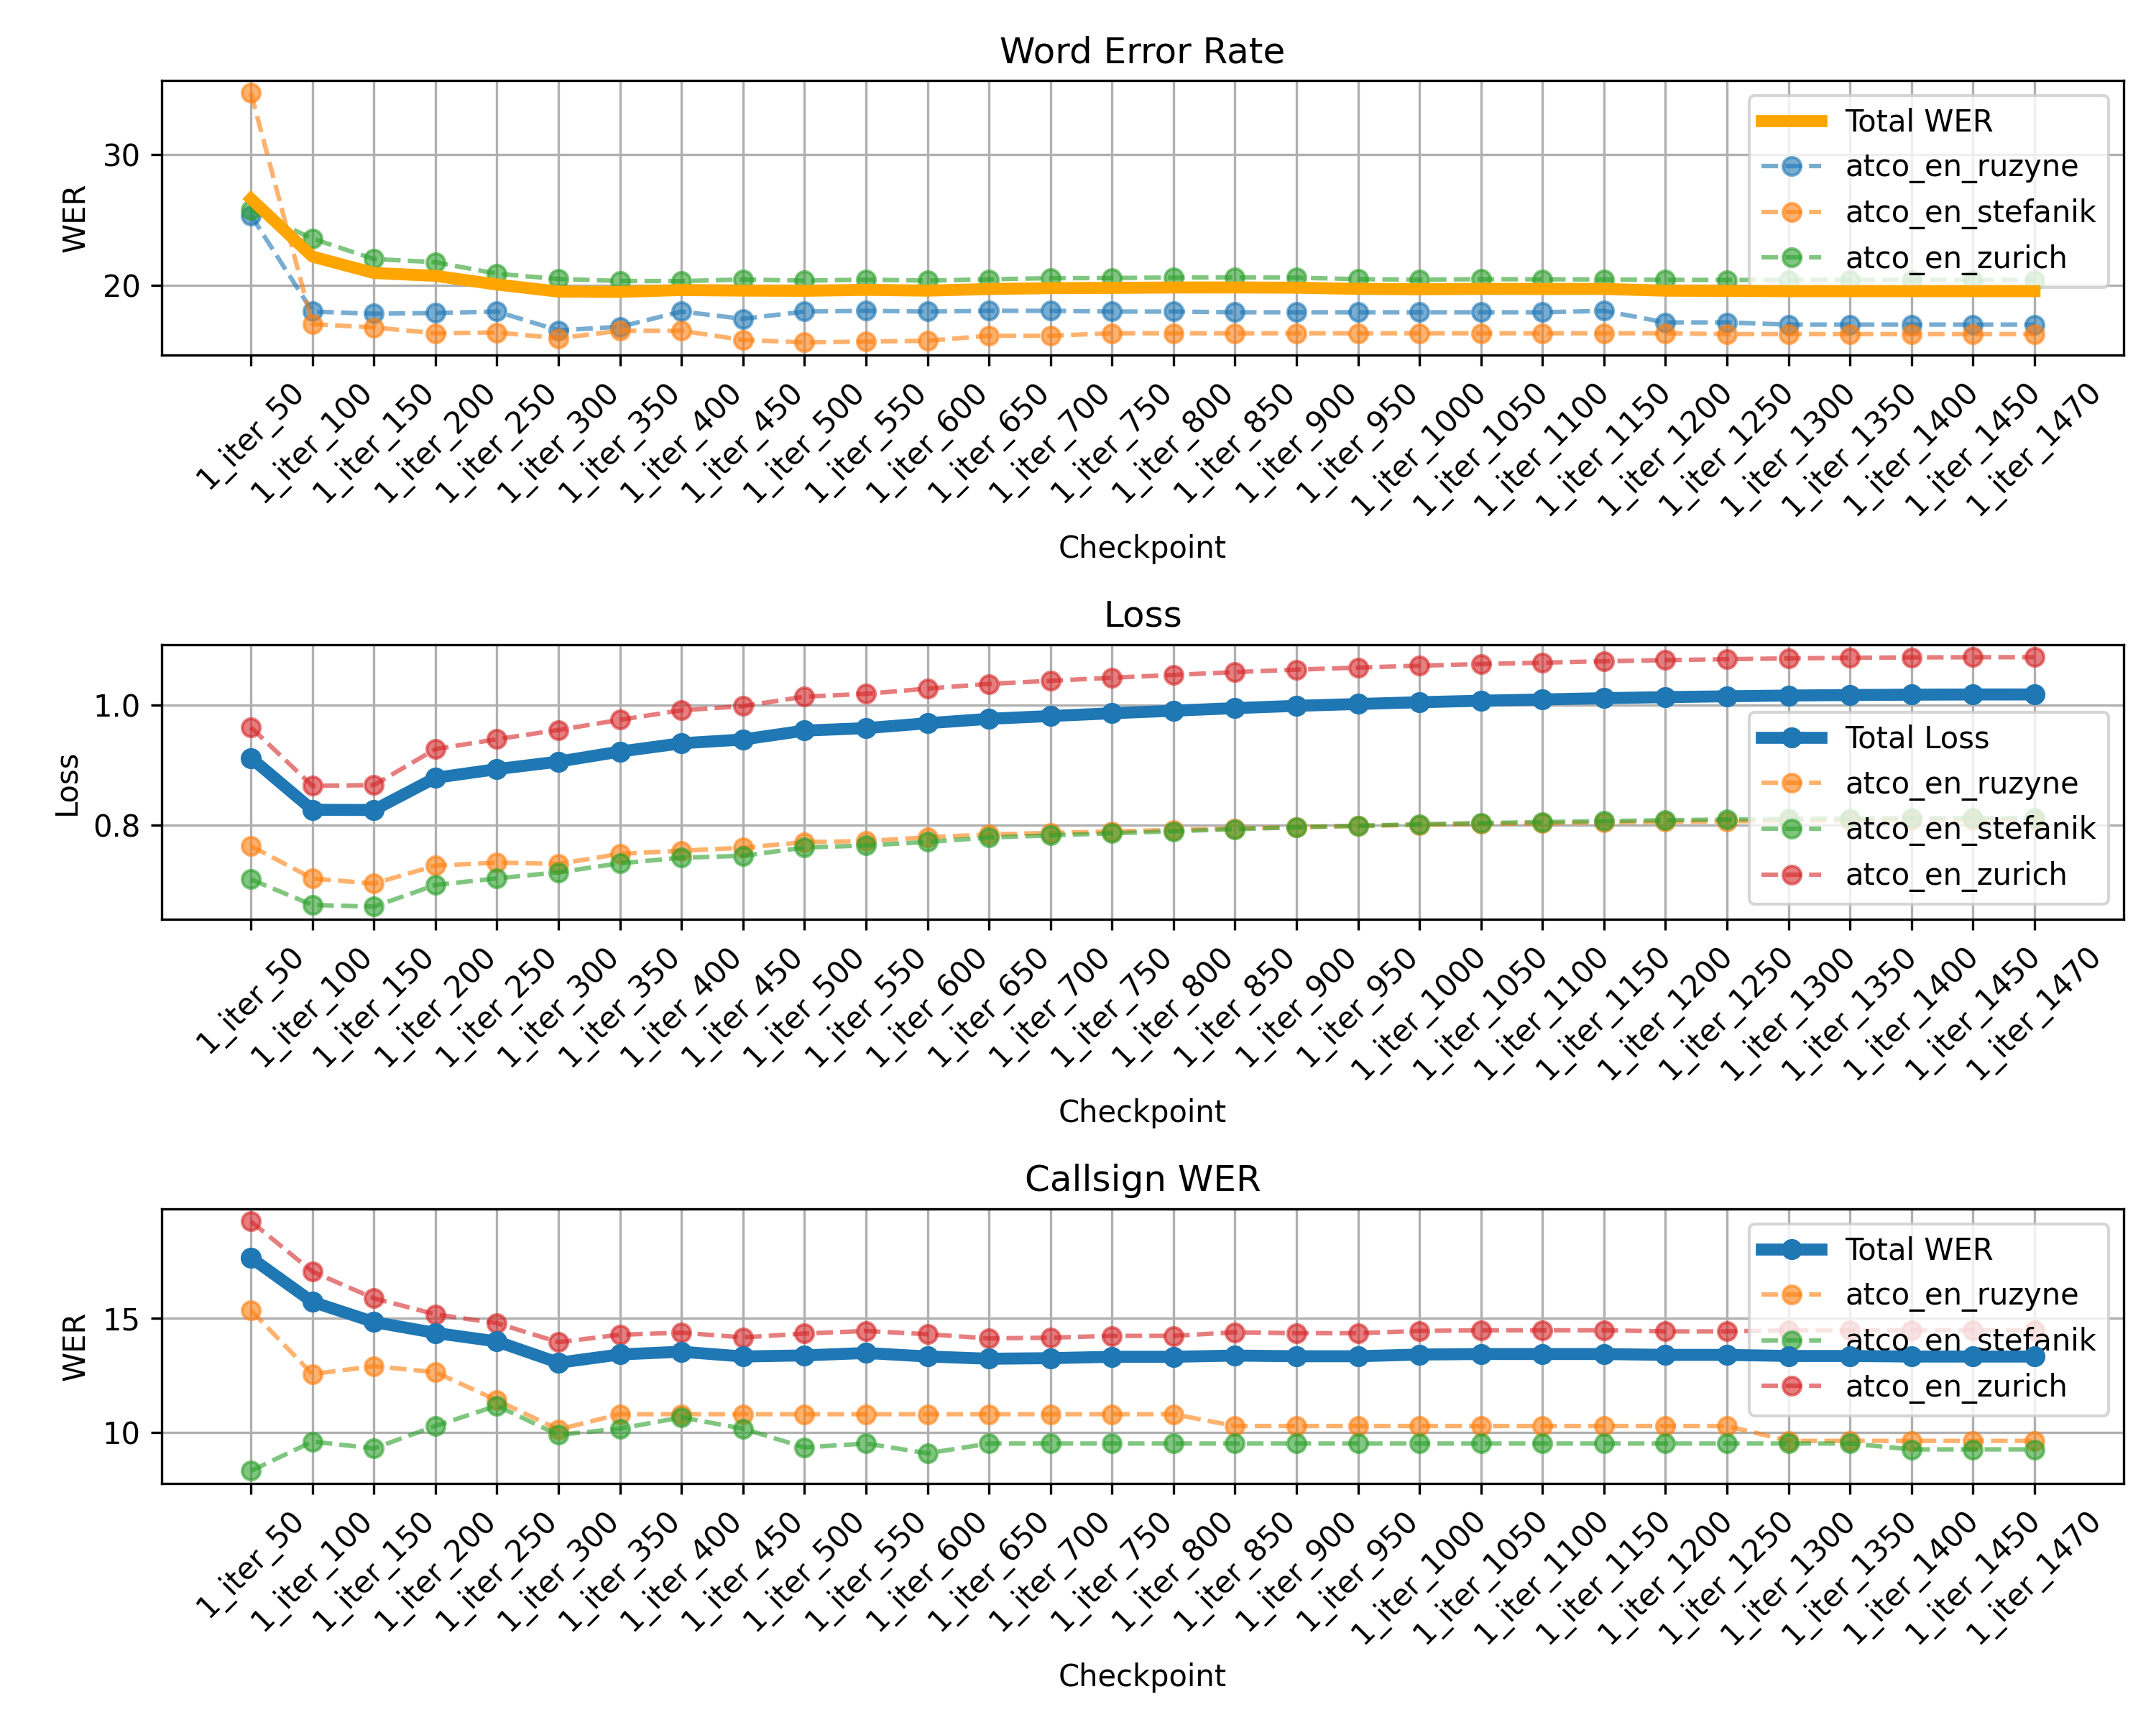 Word Error Rate
WER
30
20
Total WER
atco_en_ruzyne
atco_en_stefanik
atco_en_zurich
1_iter_50
1_iter_100
1_iter_150
1_iter_200
1_iter_250
1_iter_300
1_iter_350
1_iter_400
1_iter_450
1_iter_500
1_iter_550
1_iter_600
1_iter_650
1_iter_700
1_iter_750
1_iter_800
1_iter_850
1_iter_900
1_iter_950
1_iter_1000
1_iter_1050
1_iter_1100
1_iter_1150
1_iter_1200
1_iter_1250
1_iter_1300
1_iter_1350
1_iter_1400
1_iter_1450
1_iter_1470
Checkpoint
Loss
Loss
1.0
0.8
Total Loss
atco_en_ruzyne
atco_en_stefanik
atco_en_zurich
1_iter_50
1_iter_100
1_iter_150
1_iter_200
1_iter_250
1_iter_300
1_iter_350
1_iter_400
1_iter_450
1_iter_500
1_iter_550
1_iter_600
1_iter_650
1_iter_700
1_iter_750
1_iter_800
1_iter_850
1_iter_900
1_iter_950
1_iter_1000
1_iter_1050
1_iter_1100
1_iter_1150
1_iter_1200
1_iter_1250
1_iter_1300
1_iter_1350
1_iter_1400
1_iter_1450
1_iter_1470
Checkpoint
Callsign WER
WER
15
10
Total WER
atco_en_ruzyne
atco_en_stefanik
atco_en_zurich
1_iter_50
1_iter_100
1_iter_150
1_iter_200
1_iter_250
1_iter_300
1_iter_350
1_iter_400
1_iter_450
1_iter_500
1_iter_550
1_iter_600
1_iter_650
1_iter_700
1_iter_750
1_iter_800
1_iter_850
1_iter_900
1_iter_950
1_iter_1000
1_iter_1050
1_iter_1100
1_iter_1150
1_iter_1200
1_iter_1250
1_iter_1300
1_iter_1350
1_iter_1400
1_iter_1450
1_iter_1470
Checkpoint